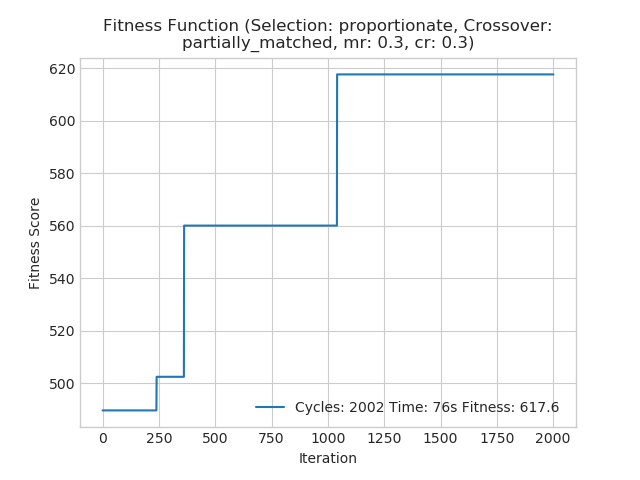 Fitness Function (Selection: proportionate, Crossover:
partially_matched, mr: 0.3, cr: 0.3)
620
600
580
560
540
520
500
Fitness Score
Cycles: 2002 Time: 76s Fitness: 617.6
0 250 500 750 1000 1250 1500 1750 2000
Iteration